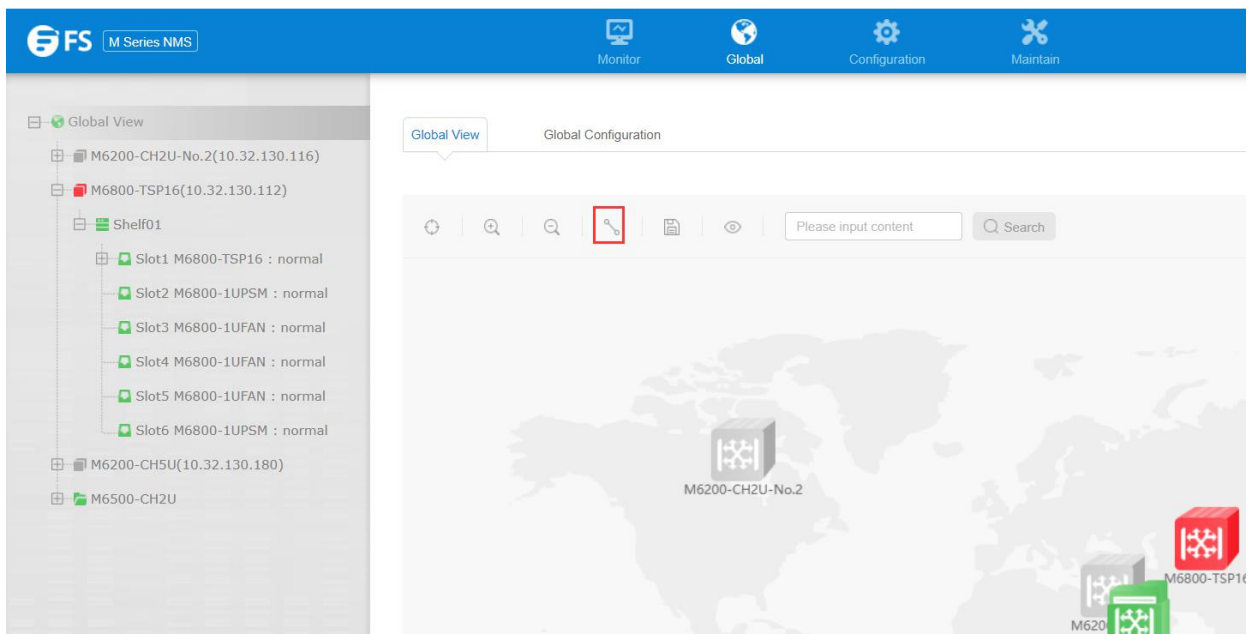 FS M Series NMS
Monitor
Global
Configuration
Maintain
Global View
M6200-CH2U-No.2(10.32.130.116)
M6800-TSP16(10.32.130.112)
Shelf01
Slot1 M6800-TSP16 : normal
Slot2 M6800-1UPSM : normal
Slot3 M6800-1UFAN : normal
Slot4 M6800-1UFAN : normal
Slot5 M6800-1UFAN : normal
Slot6 M6800-1UPSM : normal
M6200-CH5U(10.32.130.180)
M6500-CH2U
Global View
Global Configuration
Please input content
Search
M6200-CH2U-No.2
M6800-TSP16
M620